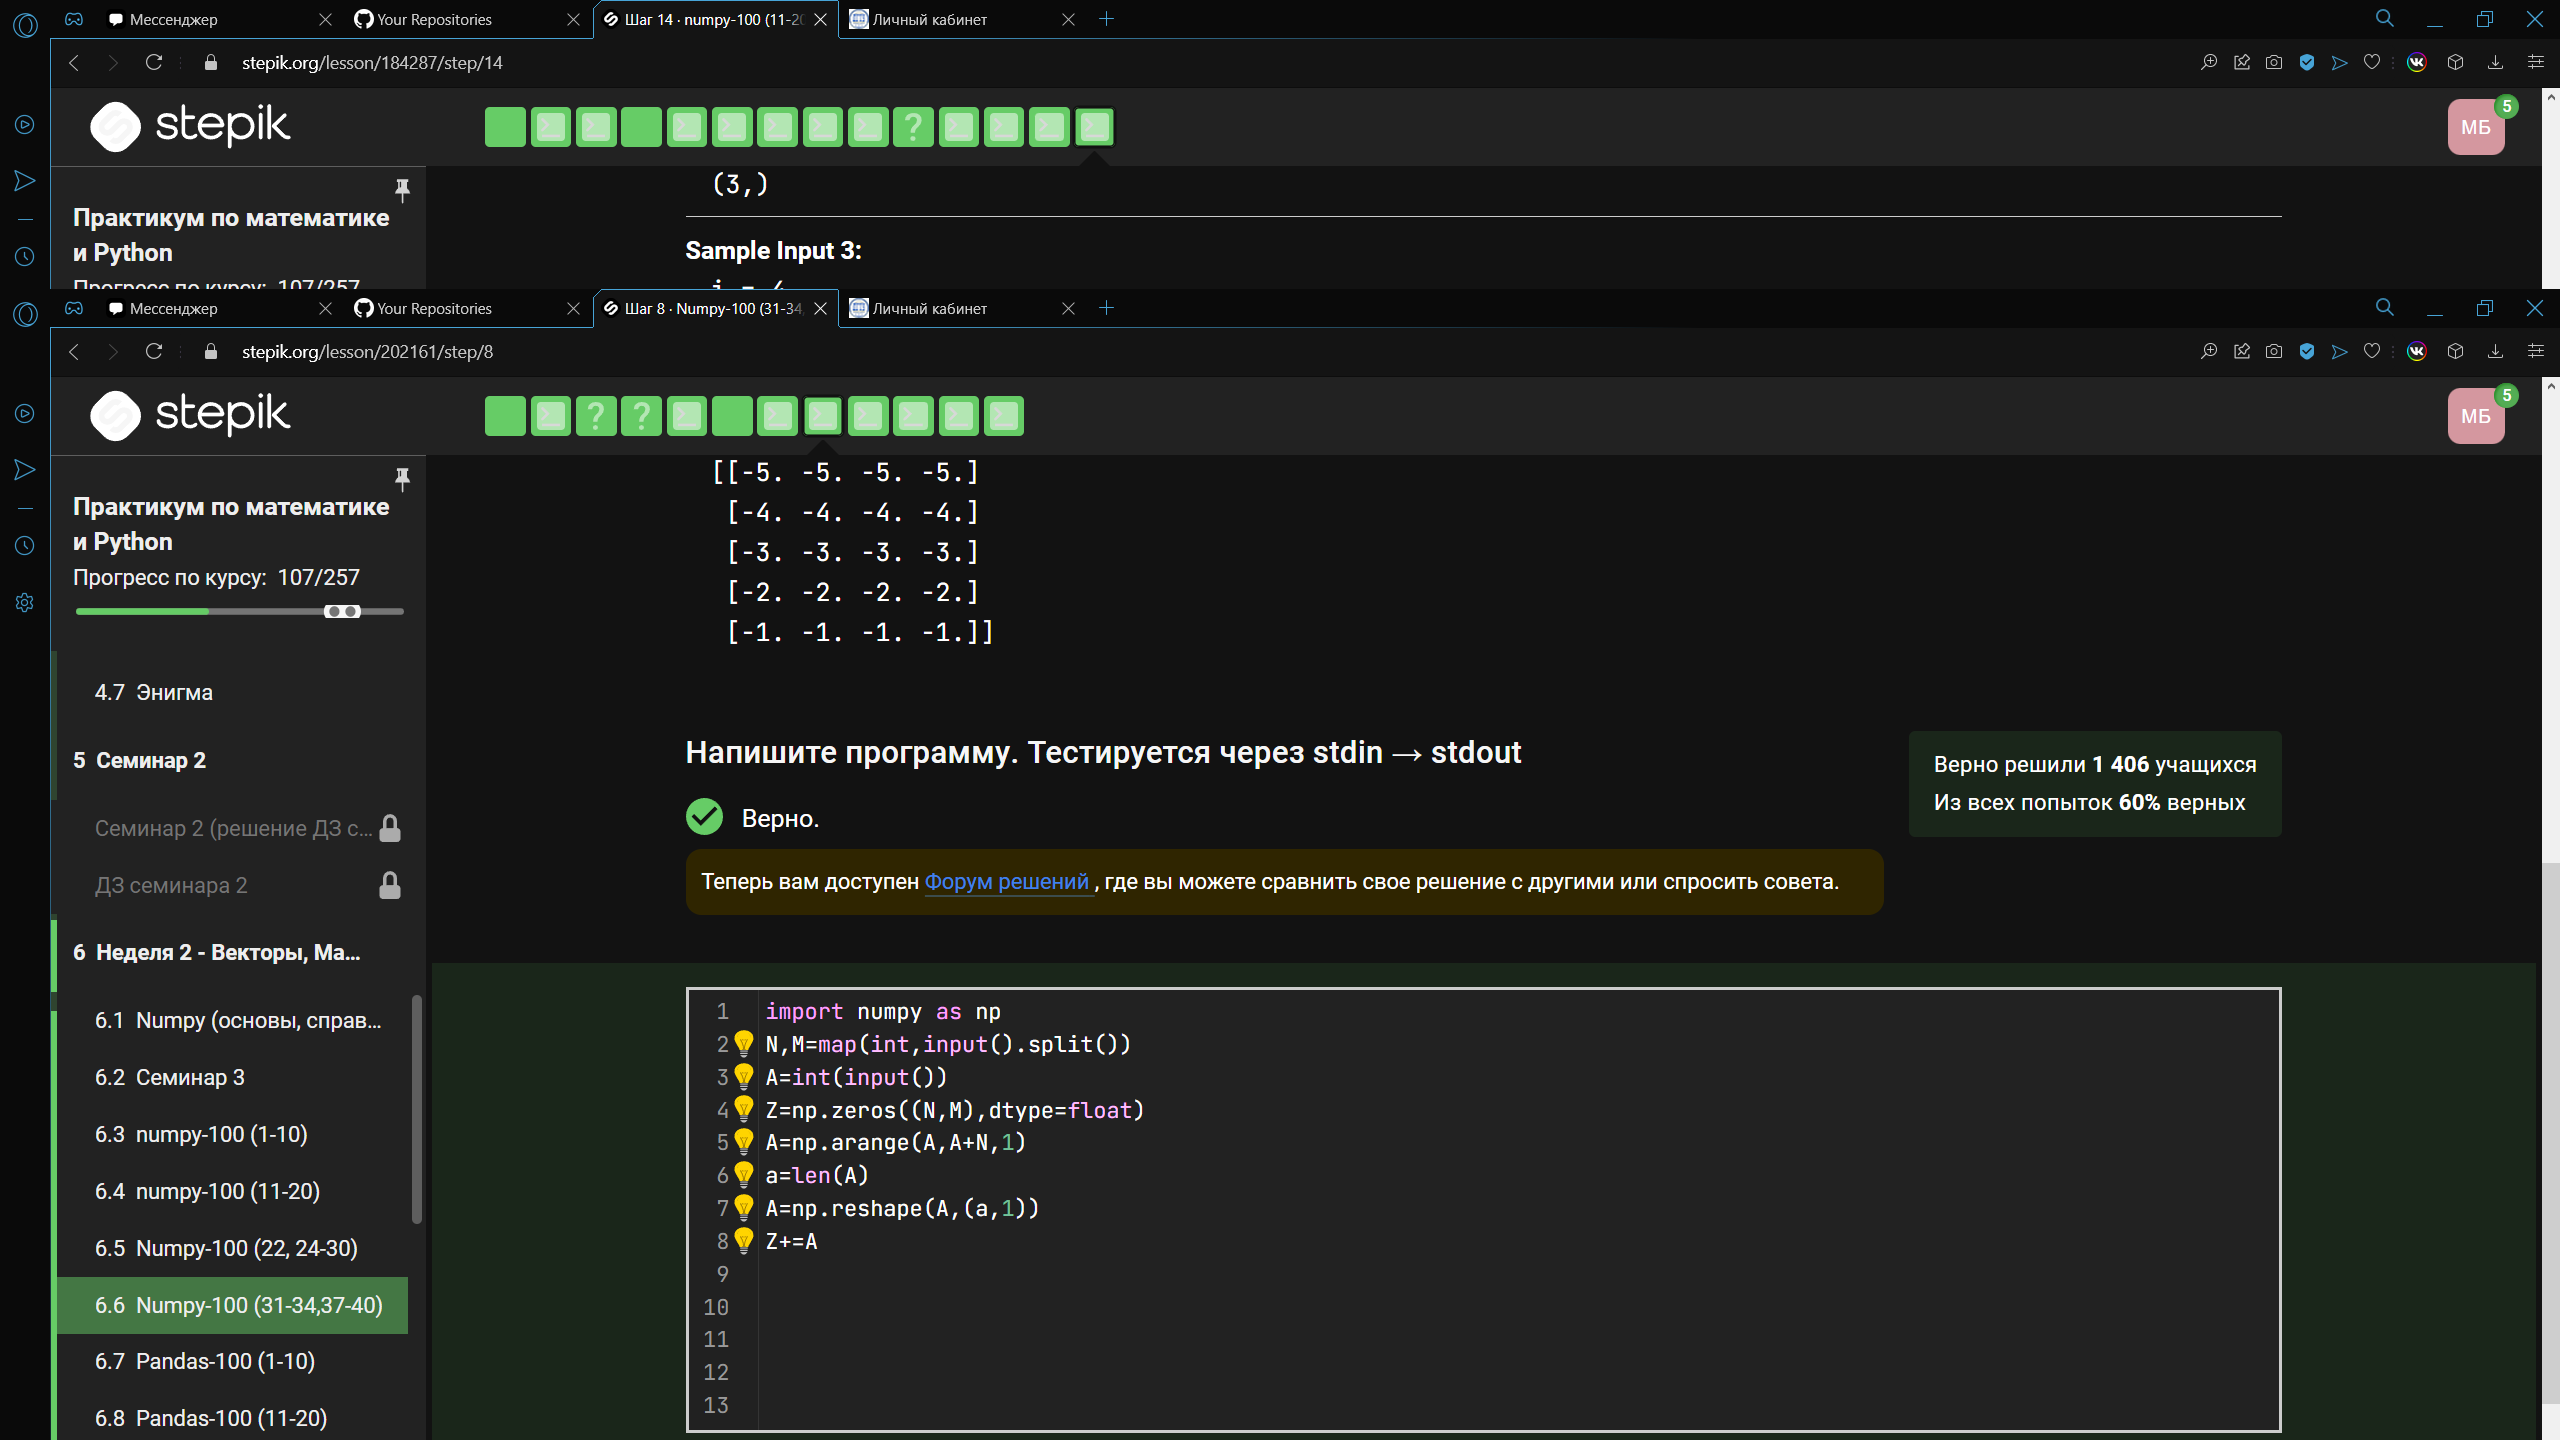 Мессенджер
Your Repositories
Шаг 14 · numpy-100 (11-20
Личный кабинет
stepik.org/lesson/184287/step/14
stepik
?
5
МБ
Практикум по математике
и Python
Прогресс по курсу: 107/257
(3,)
Sample Input 3:
i = 4
Мессенджер
Your Repositories
Шаг 8 · Numpy-100 (31-34,
Личный кабинет
stepik.org/lesson/202161/step/8
stepik
? ?
5
МБ
Практикум по математике
и Python
Прогресс по курсу: 107/257
4.7 Энигма
5 Семинар 2
Семинар 2 (решение ДЗ с...
ДЗ семинара 2
6 Неделя 2 - Векторы, Ма...
6.1 Numpy (основы, справ...
6.2 Семинар 3
6.3 numpy-100 (1-10)
6.4 numpy-100 (11-20)
6.5 Numpy-100 (22, 24-30)
6.6 Numpy-100 (31-34,37-40)
6.7 Pandas-100 (1-10)
6.8 Pandas-100 (11-20)
[[-5. -5. -5. -5.]
[-4. -4. -4. -4.]
[-3. -3. -3. -3.]
[-2. -2. -2. -2.]
[-1. -1. -1. -1.]]
Напишите программу. Тестируется через stdin → stdout
Верно решили 1 406 учащихся
Из всех попыток 60% верных
Верно.
Теперь вам доступен Форум решений , где вы можете сравнить свое решение с другими или спросить совета.
1 import numpy as np
2 N,M=map(int,input().split())
3 A=int(input())
4 Z=np.zeros((N,M),dtype=float)
5 A=np.arange(A,A+N,1)
6 a=len(A)
7 A=np.reshape(A,(a,1))
8 Z+=A
9
10
11
12
13